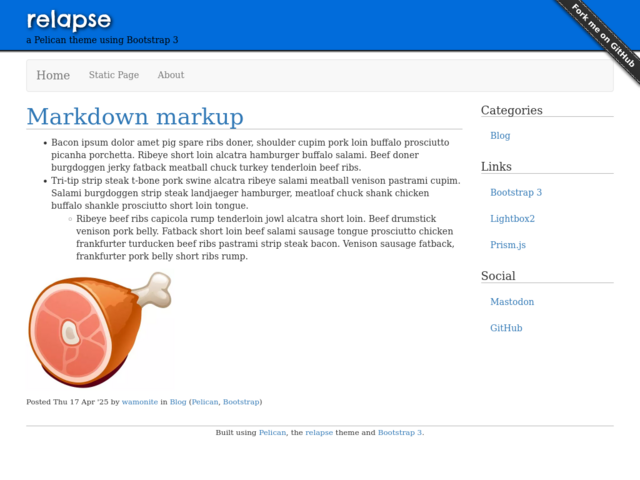 relapse
a Pelican theme using Bootstrap 3
Fork me on GitHub
Home Static Page About
Markdown markup
Bacon ipsum dolor amet pig spare ribs doner, shoulder cupim pork loin buffalo prosciutto
picanha porchetta. Ribeye short loin alcatra hamburger buffalo salami. Beef doner
burgdoggen jerky fatback meatball chuck turkey tenderloin beef ribs.
Tri-tip strip steak t-bone pork swine alcatra ribeye salami meatball venison pastrami cupim.
Salami burgdoggen strip steak landjaeger hamburger, meatloaf chuck shank chicken
buffalo shankle prosciutto short loin tongue.
Ribeye beef ribs capicola rump tenderloin jowl alcatra short loin. Beef drumstick
venison pork belly. Fatback short loin beef salami sausage tongue prosciutto chicken
frankfurter turducken beef ribs pastrami strip steak bacon. Venison sausage fatback,
frankfurter pork belly short ribs rump.
Posted Thu 17 Apr '25 by wamonite in Blog (Pelican, Bootstrap)
Categories
Blog
Links
Bootstrap 3
Lightbox2
Prism.js
Social
Mastodon
GitHub
Built using Pelican, the relapse theme and Bootstrap 3.